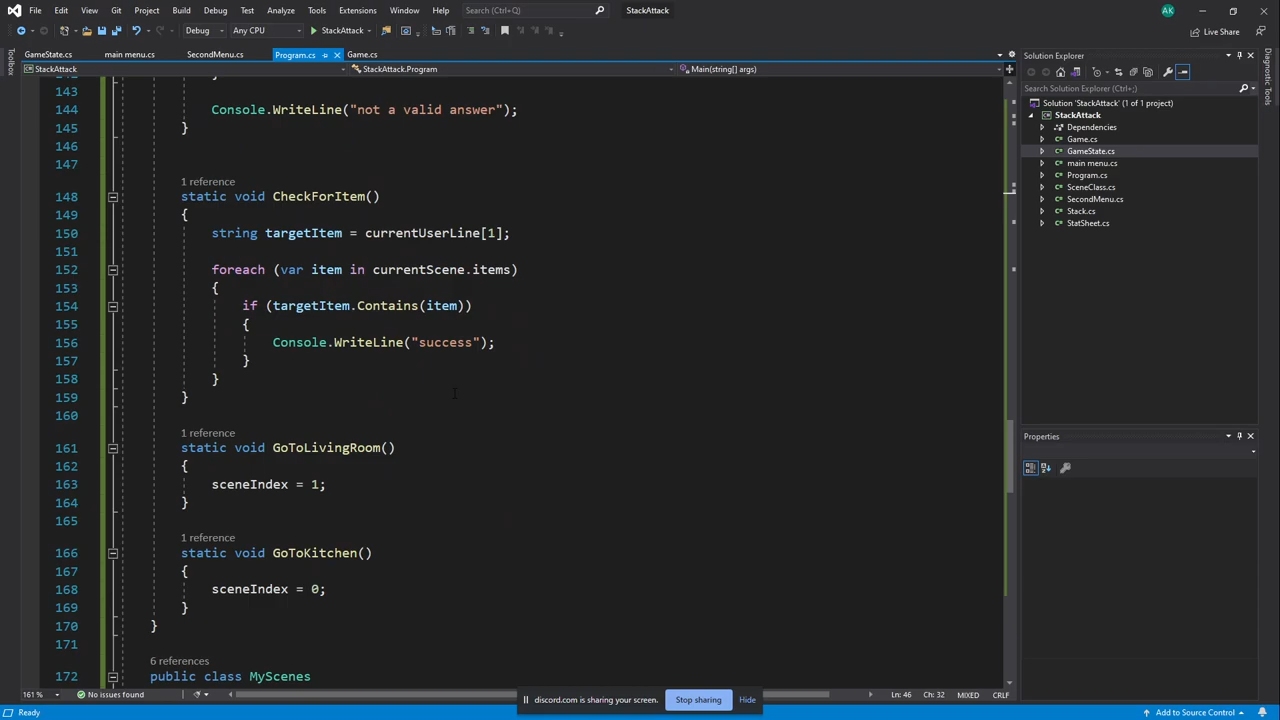 File Edit View Git Project Build Debug Test Analyze Tools Extensions Window Help Search (Ctrl+Q) StackAttack AK
Debug Any CPU StackAttack Live Share
GameState.cs main menu.cs SecondMenu.cs Program.cs Game.cs Solution Explorer
StackAttack StackAttack.Program Main(string[] args)
Toolbox
Diagnostic Tools
Search Solution Explorer (Ctrl+;)
Solution 'StackAttack' (1 of 1 project)
StackAttack
Dependencies
Game.cs
GameState.cs
main menu.cs
Program.cs
SceneClass.cs
SecondMenu.cs
Stack.cs
StatSheet.cs
Properties
143
144 Console.WriteLine("not a valid answer");
145 }
146
147
1 reference
148 static void CheckForItem()
149 {
150 string targetItem = currentUserLine[1];
151
152 foreach (var item in currentScene.items)
153 {
154 if (targetItem.Contains(item))
155 {
156 Console.WriteLine("success");
157 }
158 }
159 }
160
1 reference
161 static void GoToLivingRoom()
162 {
163 sceneIndex = 1;
164 }
165
1 reference
166 static void GoToKitchen()
167 {
168 sceneIndex = 0;
169 }
170 }
171
6 references
172 public class MyScenes
161 % No issues found Ln: 46 Ch: 32 MIXED CRLF
discord.com is sharing your screen. Stop sharing Hide
Ready Add to Source Control